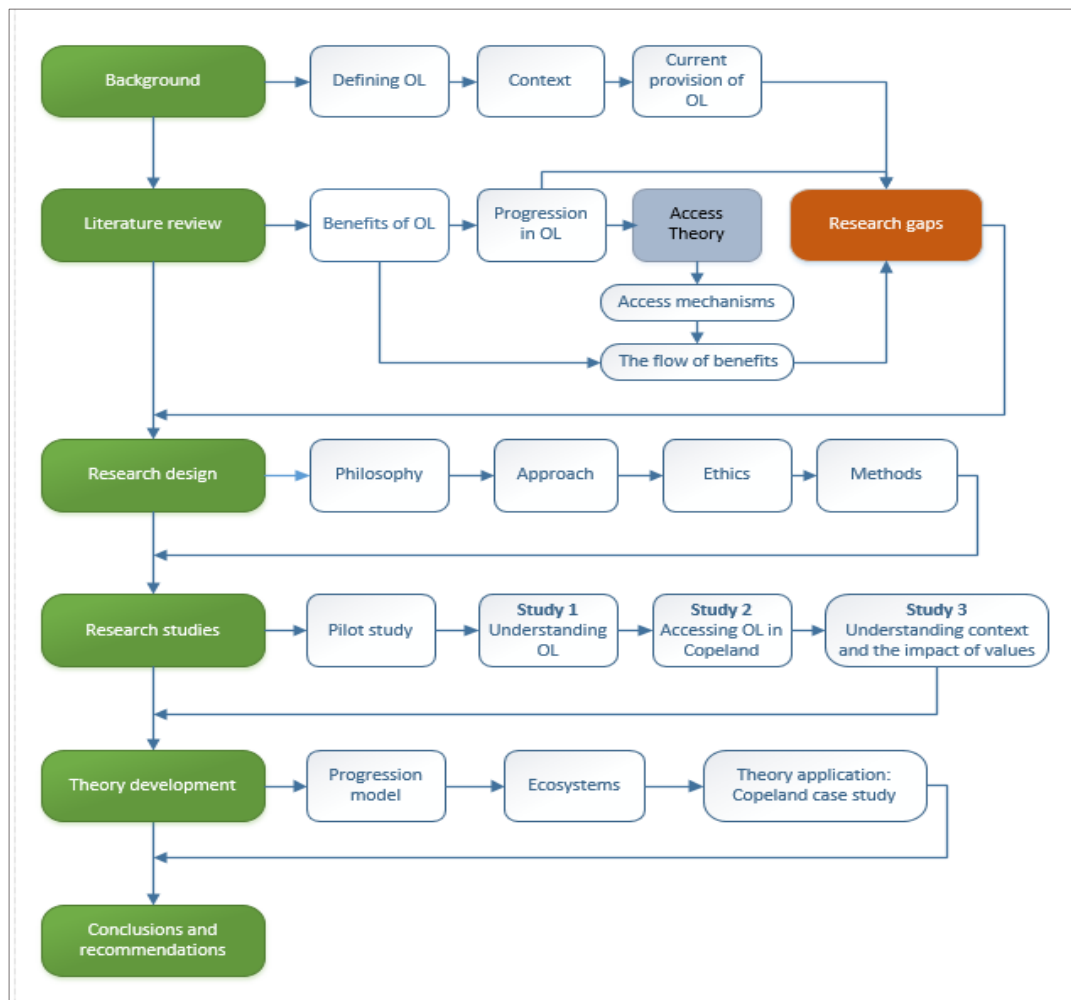 Background
Defining OL
Context
Current
provision of
OL
Literature review
Benefits of OL
Progression
in OL
Access
Theory
Research gaps
Access mechanisms
The flow of benefits
Research design
Philosophy
Approach
Ethics
Methods
Research studies
Pilot study
Study 1
Understanding
OL
Study 2
Accessing OL in
Copeland
Study 3
Understanding context
and the impact of values
Theory development
Progression
model
Ecosystems
Theory application:
Copeland case study
Conclusions and
recommendations